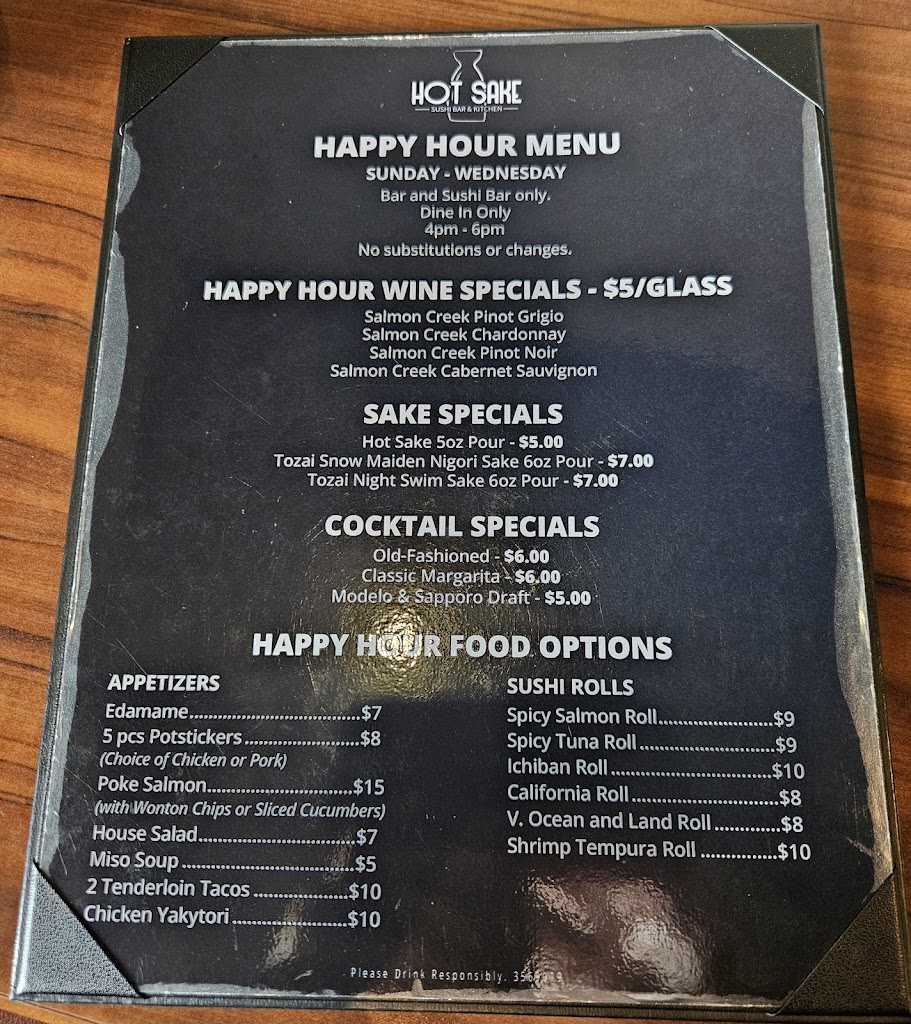 HOT SAKE
SUSHI BAR & KITCHEN
HAPPY HOUR MENU
SUNDAY - WEDNESDAY
Bar and Sushi Bar only.
Dine In Only
4pm - 6pm
No substitutions or changes.
HAPPY HOUR WINE SPECIALS - $5/GLASS
Salmon Creek Pinot Grigio
Salmon Creek Chardonnay
Salmon Creek Pinot Noir
Salmon Creek Cabernet Sauvignon
SAKE SPECIALS
Hot Sake 5oz Pour - $5.00
Tozai Snow Maiden Nigori Sake 6oz Pour - $7.00
Tozai Night Swim Sake 6oz Pour - $7.00
COCKTAIL SPECIALS
Old-Fashioned - $6.00
Classic Margarita - $6.00
Modelo & Sapporo Draft - $5.00
HAPPY HOUR FOOD OPTIONS
APPETIZERS
Edamame........................................$7
5 pcs Potstickers...........................$8
(Choice of Chicken or Pork)
Poke Salmon..................................$15
(with Wonton Chips or Sliced Cucumbers)
House Salad....................................$7
Miso Soup........................................$5
2 Tenderloin Tacos.......................$10
Chicken Yakytori............................$10
SUSHI ROLLS
Spicy Salmon Roll..........................$9
Spicy Tuna Roll...............................$9
Ichiban Roll.....................................$10
California Roll..................................$8
V. Ocean and Land Roll...............$8
Shrimp Tempura Roll.................$10
Please Drink Responsibly.